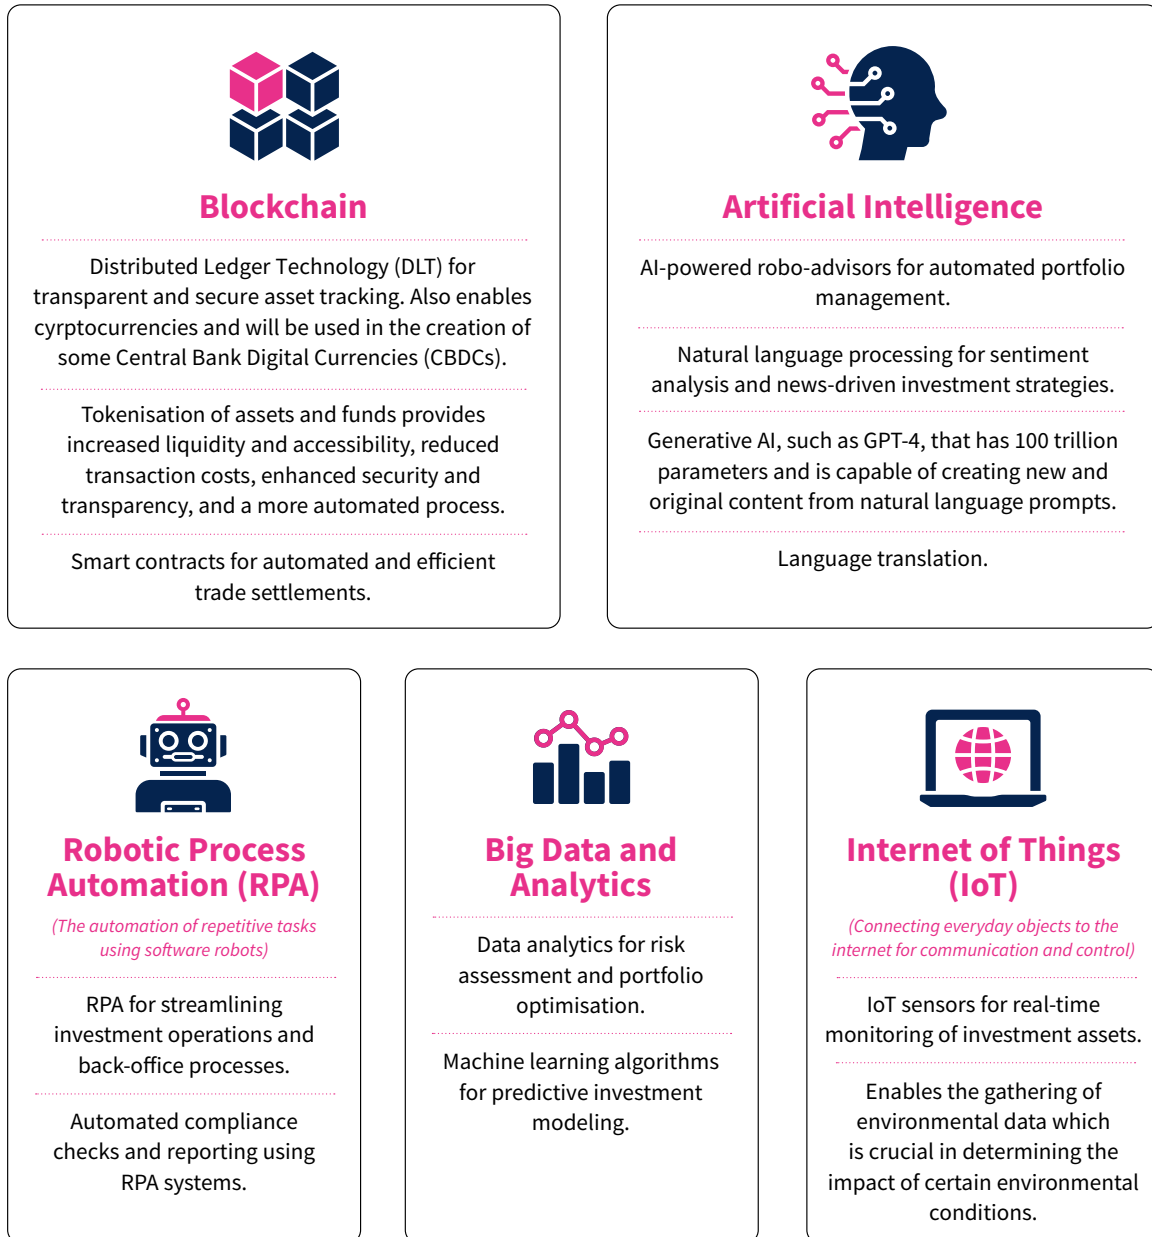 Blockchain
Distributed Ledger Technology (DLT) for
transparent and secure asset tracking. Also enables
cyrptocurrencies and will be used in the creation of
some Central Bank Digital Currencies (CBDCs).
Tokenisation of assets and funds provides
increased liquidity and accessibility, reduced
transaction costs, enhanced security and
transparency, and a more automated process.
Smart contracts for automated and efficient
trade settlements.
Artificial Intelligence
AI-powered robo-advisors for automated portfolio
management.
Natural language processing for sentiment
analysis and news-driven investment strategies.
Generative AI, such as GPT-4, that has 100 trillion
parameters and is capable of creating new and
original content from natural language prompts.
Language translation.
Robotic Process
Automation (RPA)
(The automation of repetitive tasks
using software robots)
RPA for streamlining
investment operations and
back-office processes.
Automated compliance
checks and reporting using
RPA systems.
Big Data and
Analytics
Data analytics for risk
assessment and portfolio
optimisation.
Machine learning algorithms
for predictive investment
modeling.
Internet of Things
(IoT)
(Connecting everyday objects to the
internet for communication and control)
IoT sensors for real-time
monitoring of investment assets.
Enables the gathering of
environmental data which
is crucial in determining the
impact of certain environmental
conditions.